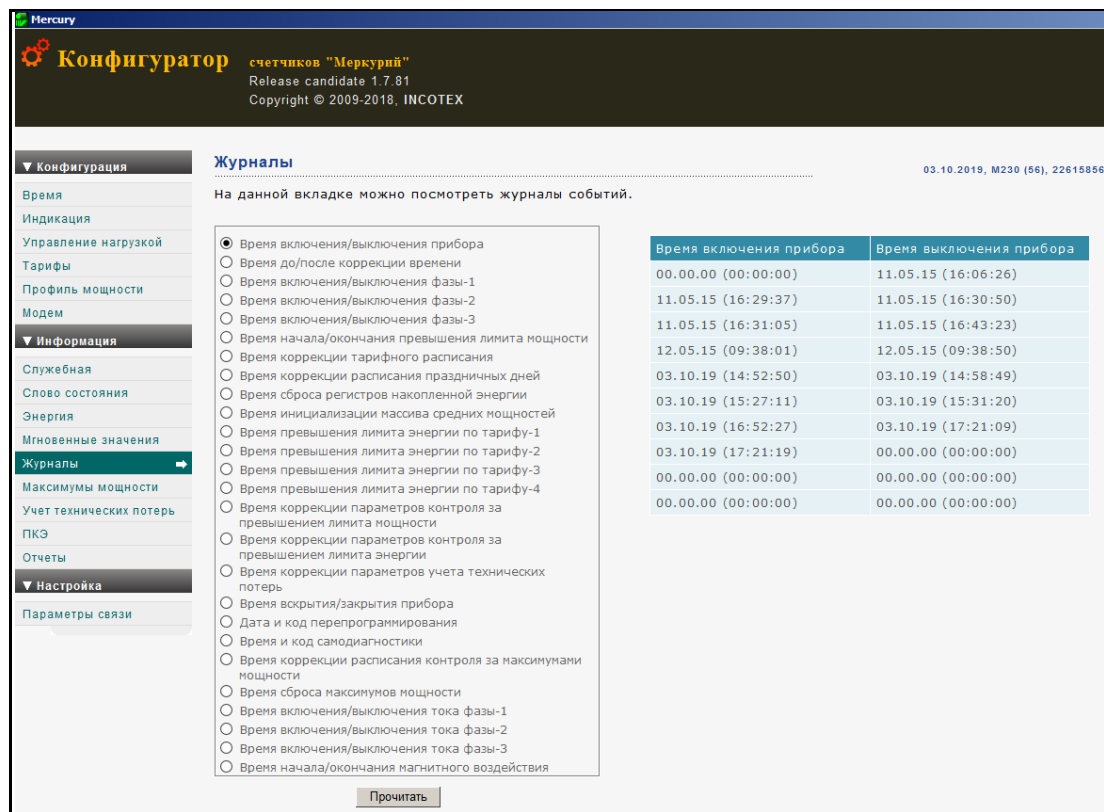 Mercury
Конфигуратор
счетчиков "Меркурий"
Release candidate 1.7.81
Copyright © 2009-2018, INCOTEX
▼ Конфигурация
Время
Индикация
Управление нагрузкой
Тарифы
Профиль мощности
Модем
▼ Информация
Служебная
Слово состояния
Энергия
Мгновенные значения
Журналы
Максимумы мощности
Учет технических потерь
ПКЭ
Отчеты
▼ Настройка
Параметры связи
Журналы
03.10.2019, M230 (56), 22615856
На данной вкладке можно посмотреть журналы событий.
Время включения/выключения прибора
Время до/после коррекции времени
Время включения/выключения фазы-1
Время включения/выключения фазы-2
Время включения/выключения фазы-3
Время начала/окончания превышения лимита мощности
Время коррекции тарифного расписания
Время коррекции расписания праздничных дней
Время сброса регистров накопленной энергии
Время инициализации массива средних мощностей
Время превышения лимита энергии по тарифу-1
Время превышения лимита энергии по тарифу-2
Время превышения лимита энергии по тарифу-3
Время превышения лимита энергии по тарифу-4
Время коррекции параметров контроля за
превышением лимита мощности
Время коррекции параметров контроля за
превышением лимита энергии
Время коррекции параметров учета технических
потерь
Время вскрытия/закрытия прибора
Дата и код перепрограммирования
Время и код самодиагностики
Время коррекции расписания контроля за максимумами
мощности
Время сброса максимумов мощности
Время включения/выключения тока фазы-1
Время включения/выключения тока фазы-2
Время включения/выключения тока фазы-3
Время начала/окончания магнитного воздействия
Прочитать
Время включения прибора Время выключения прибора
00.00.00 (00:00:00) 11.05.15 (16:06:26)
11.05.15 (16:29:37) 11.05.15 (16:30:50)
11.05.15 (16:31:05) 11.05.15 (16:43:23)
12.05.15 (09:38:01) 12.05.15 (09:38:50)
03.10.19 (14:52:50) 03.10.19 (14:58:49)
03.10.19 (15:27:11) 03.10.19 (15:31:20)
03.10.19 (16:52:27) 03.10.19 (17:21:09)
03.10.19 (17:21:19) 00.00.00 (00:00:00)
00.00.00 (00:00:00) 00.00.00 (00:00:00)
00.00.00 (00:00:00) 00.00.00 (00:00:00)